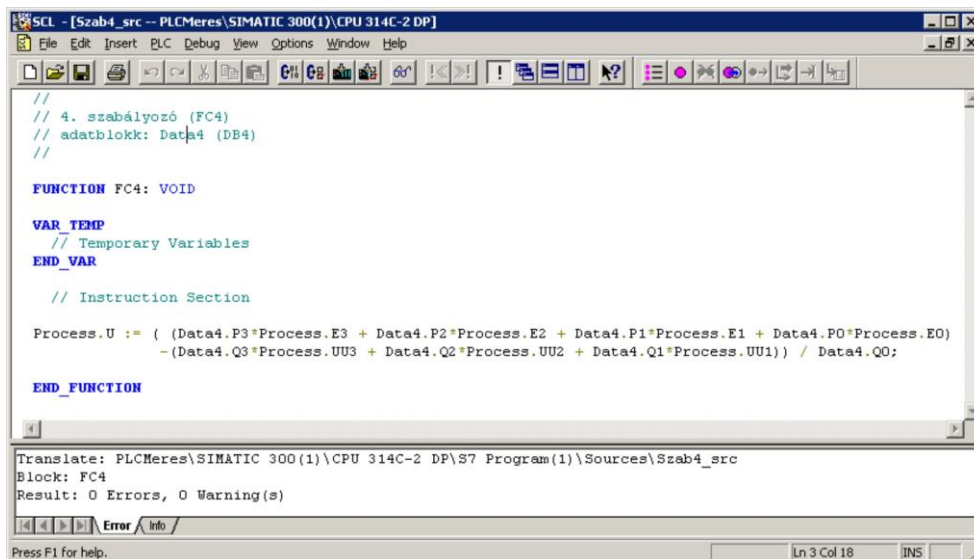 SCL - [Szab4_src -- PLCMeres\SIMATIC 300(1)\CPU 314C-2 DP]
File Edit Insert PLC Debug View Options Window Help
//
// 4. szabályozó (FC4)
// adatblokk: Data4 (DB4)
//
FUNCTION FC4: VOID
VAR_TEMP
// Temporary Variables
END_VAR
// Instruction Section
Process.U := ( (Data4.P3*Process.E3 + Data4.P2*Process.E2 + Data4.P1*Process.E1 + Data4.P0*Process.E0)
-(Data4.Q3*Process.UU3 + Data4.Q2*Process.UU2 + Data4.Q1*Process.UU1)) / Data4.Q0;
END_FUNCTION
Translate: PLCMeres\SIMATIC 300(1)\CPU 314C-2 DP\S7 Program(1)\Sources\Szab4_src
Block: FC4
Result: 0 Errors, 0 Warning(s)
Error Info
Press F1 for help. Ln 3 Col 18 INS